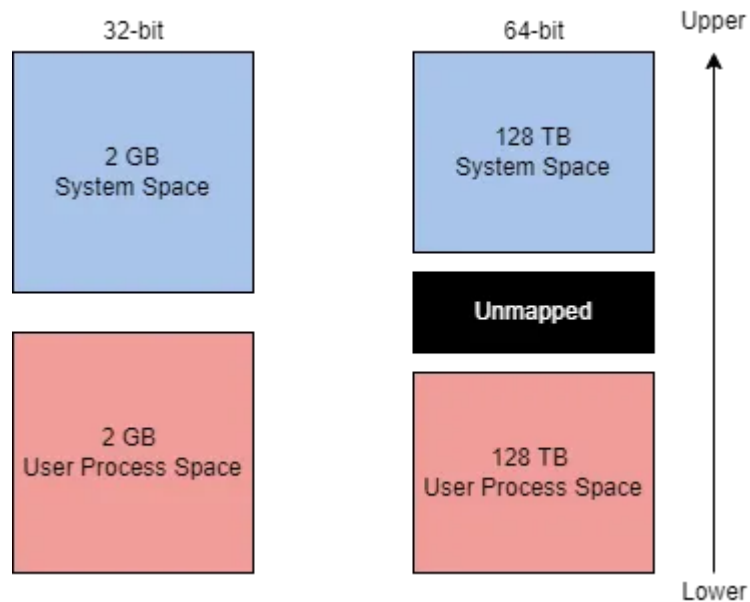 32-bit
64-bit
Upper
2 GB
System Space
128 TB
System Space
Unmapped
2 GB
User Process Space
128 TB
User Process Space
Lower